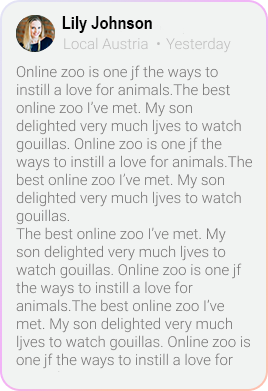 Lily Johnson
Local Austria • Yesterday
Online zoo is one jf the ways to
instill a love for animals.The best
online zoo I’ve met. My son
delighted very much ljves to watch
gouillas. Online zoo is one jf the
ways to instill a love for animals.The
best online zoo I’ve met. My son
delighted very much ljves to watch
gouillas.
The best online zoo I’ve met. My
son delighted very much ljves to
watch gouillas. Online zoo is one jf
the ways to instill a love for
animals.The best online zoo I’ve
met. My son delighted very much
ljves to watch gouillas. Online zoo is
one jf the ways to instill a love for